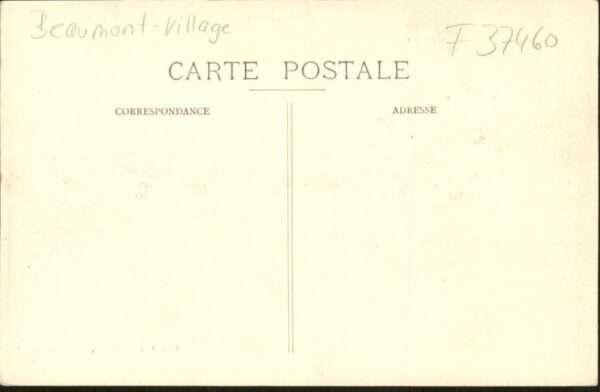 Beaumont-Village
F 37460
CARTE POSTALE
CORRESPONDANCE
ADRESSE